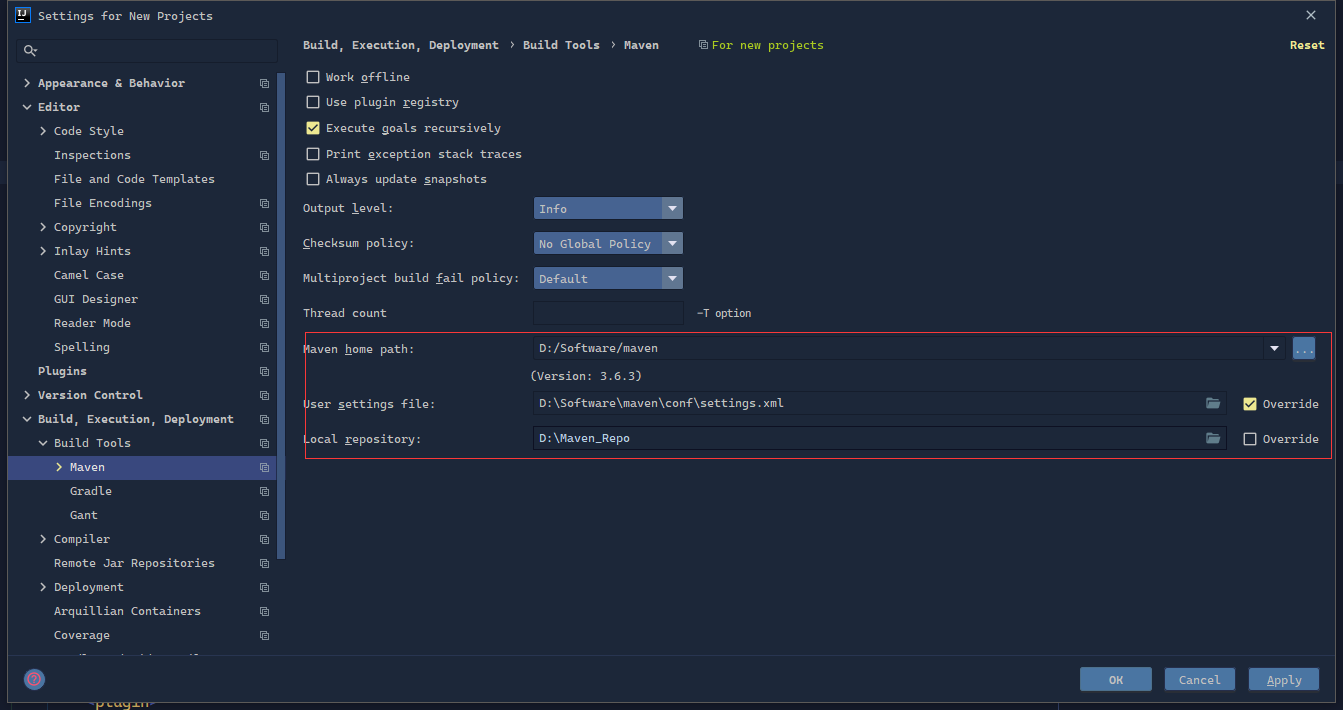 Settings for New Projects
Build, Execution, Deployment › Build Tools › Maven For new projects Reset
Appearance & Behavior
Editor
Code Style
Inspections
File and Code Templates
File Encodings
Copyright
Inlay Hints
Camel Case
GUI Designer
Reader Mode
Spelling
Plugins
Version Control
Build, Execution, Deployment
Build Tools
Maven
Gradle
Gant
Compiler
Remote Jar Repositories
Deployment
Arquillian Containers
Coverage
Work offline
Use plugin registry
Execute goals recursively
Print exception stack traces
Always update snapshots
Output level: Info
Checksum policy: No Global Policy
Multiproject build fail policy: Default
Thread count -T option
Maven home path: D:/Software/maven ...
(Version: 3.6.3)
User settings file: D:\Software\maven\conf\settings.xml Override
Local repository: D:\Maven_Repo Override
OK Cancel Apply
<plugin>